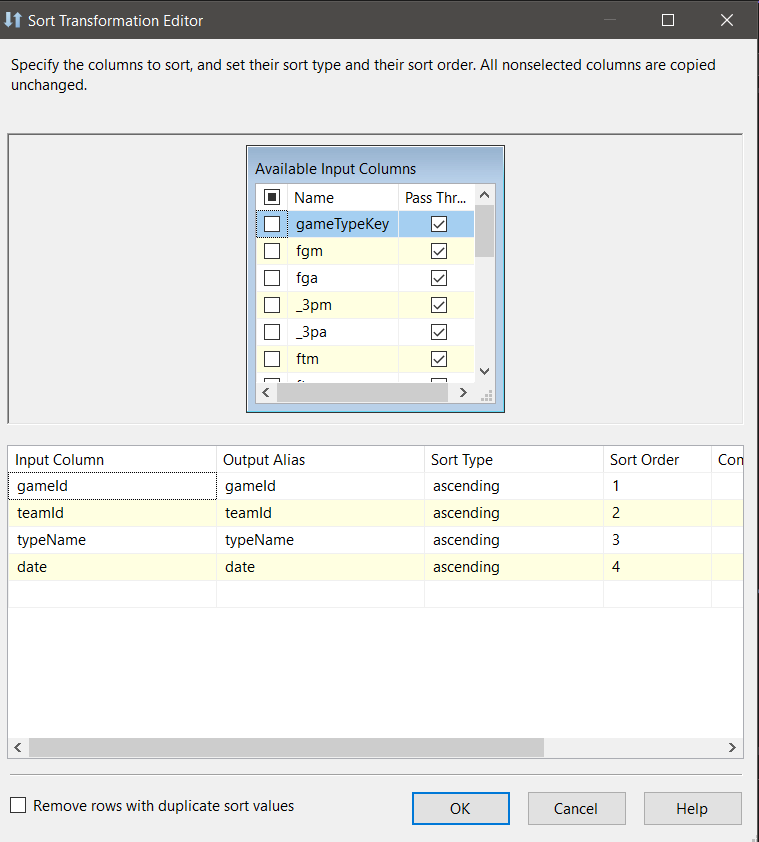 Sort Transformation Editor
Specify the columns to sort, and set their sort type and their sort order. All nonselected columns are copied
unchanged.
Available Input Columns
Name Pass Thr...
gameTypeKey
fgm
fga
_3pm
_3pa
ftm
Input Column Output Alias Sort Type Sort Order Con
gameId gameId ascending 1
teamId teamId ascending 2
typeName typeName ascending 3
date date ascending 4
Remove rows with duplicate sort values OK Cancel Help